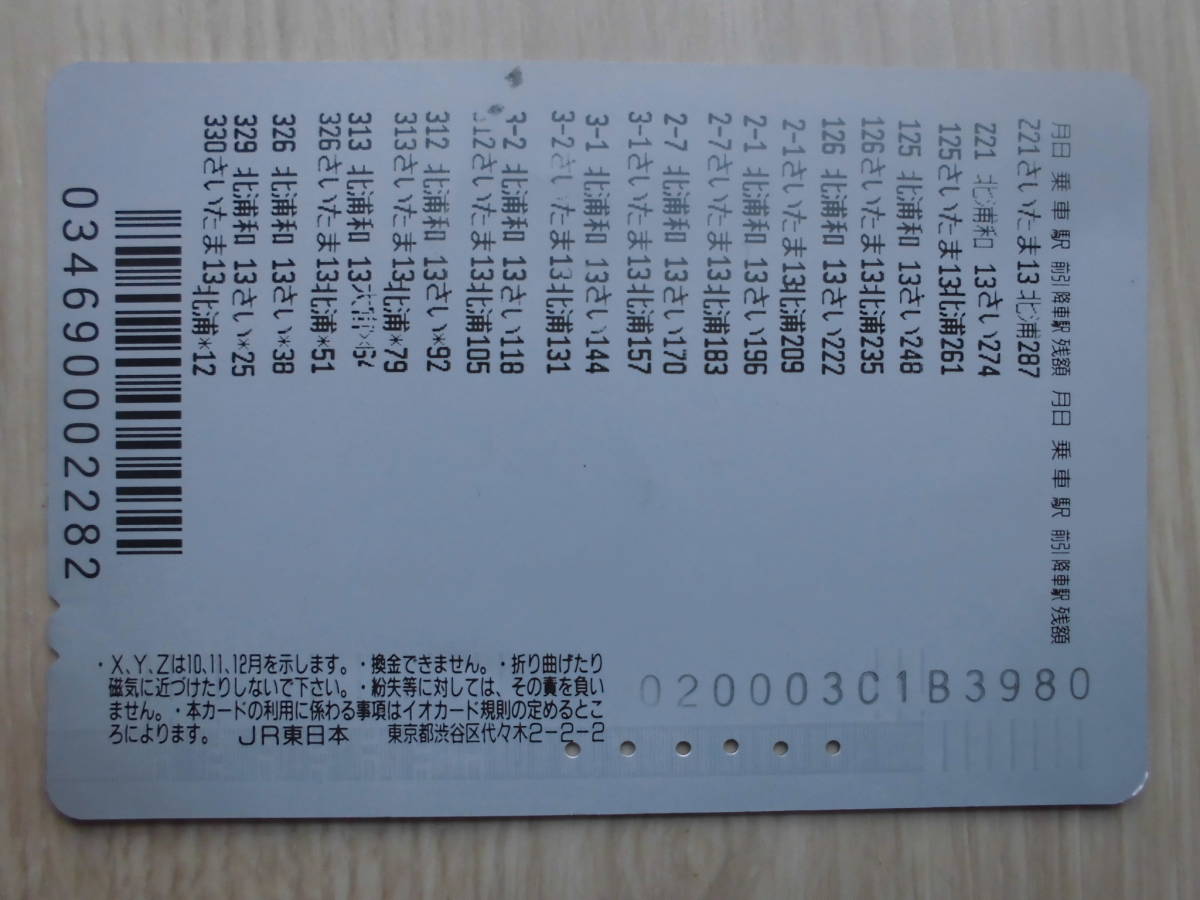 月日 乗車駅 前引降車駅 残額 月日 乗車駅 前引降車駅 残額
Z21さいたま13北浦287
Z21 北浦和 13さい274
125さいたま13北浦261
125 北浦和 13さい248
126さいたま13北浦235
126 北浦和 13さい222
2-1さいたま13北浦209
2-1 北浦和 13さい196
2-7さいたま13北浦183
2-7 北浦和 13さい170
3-1さいたま13北浦157
3-1 北浦和 13さい144
3-2さいたま13北浦131
3-2 北浦和 13さい118
312さいたま13北浦105
312 北浦和 13さい*92
313さいたま13北浦*79
313 北浦和 13大宮*64
326さいたま13北浦*51
326 北浦和 13さい*38
329 北浦和 13さい*25
330さいたま13北浦*12
0346900002282
・X、Y、Zは10、11、12月を示します。・換金できません。・折り曲げたり
磁気に近づけたりしないで下さい。・紛失等に対しては、その責を負い
ません。・本カードの利用に係わる事項はイオカード規則の定めるとこ
ろによります。 JR東日本 東京都渋谷区代々木2-2-2
020003C1B3980